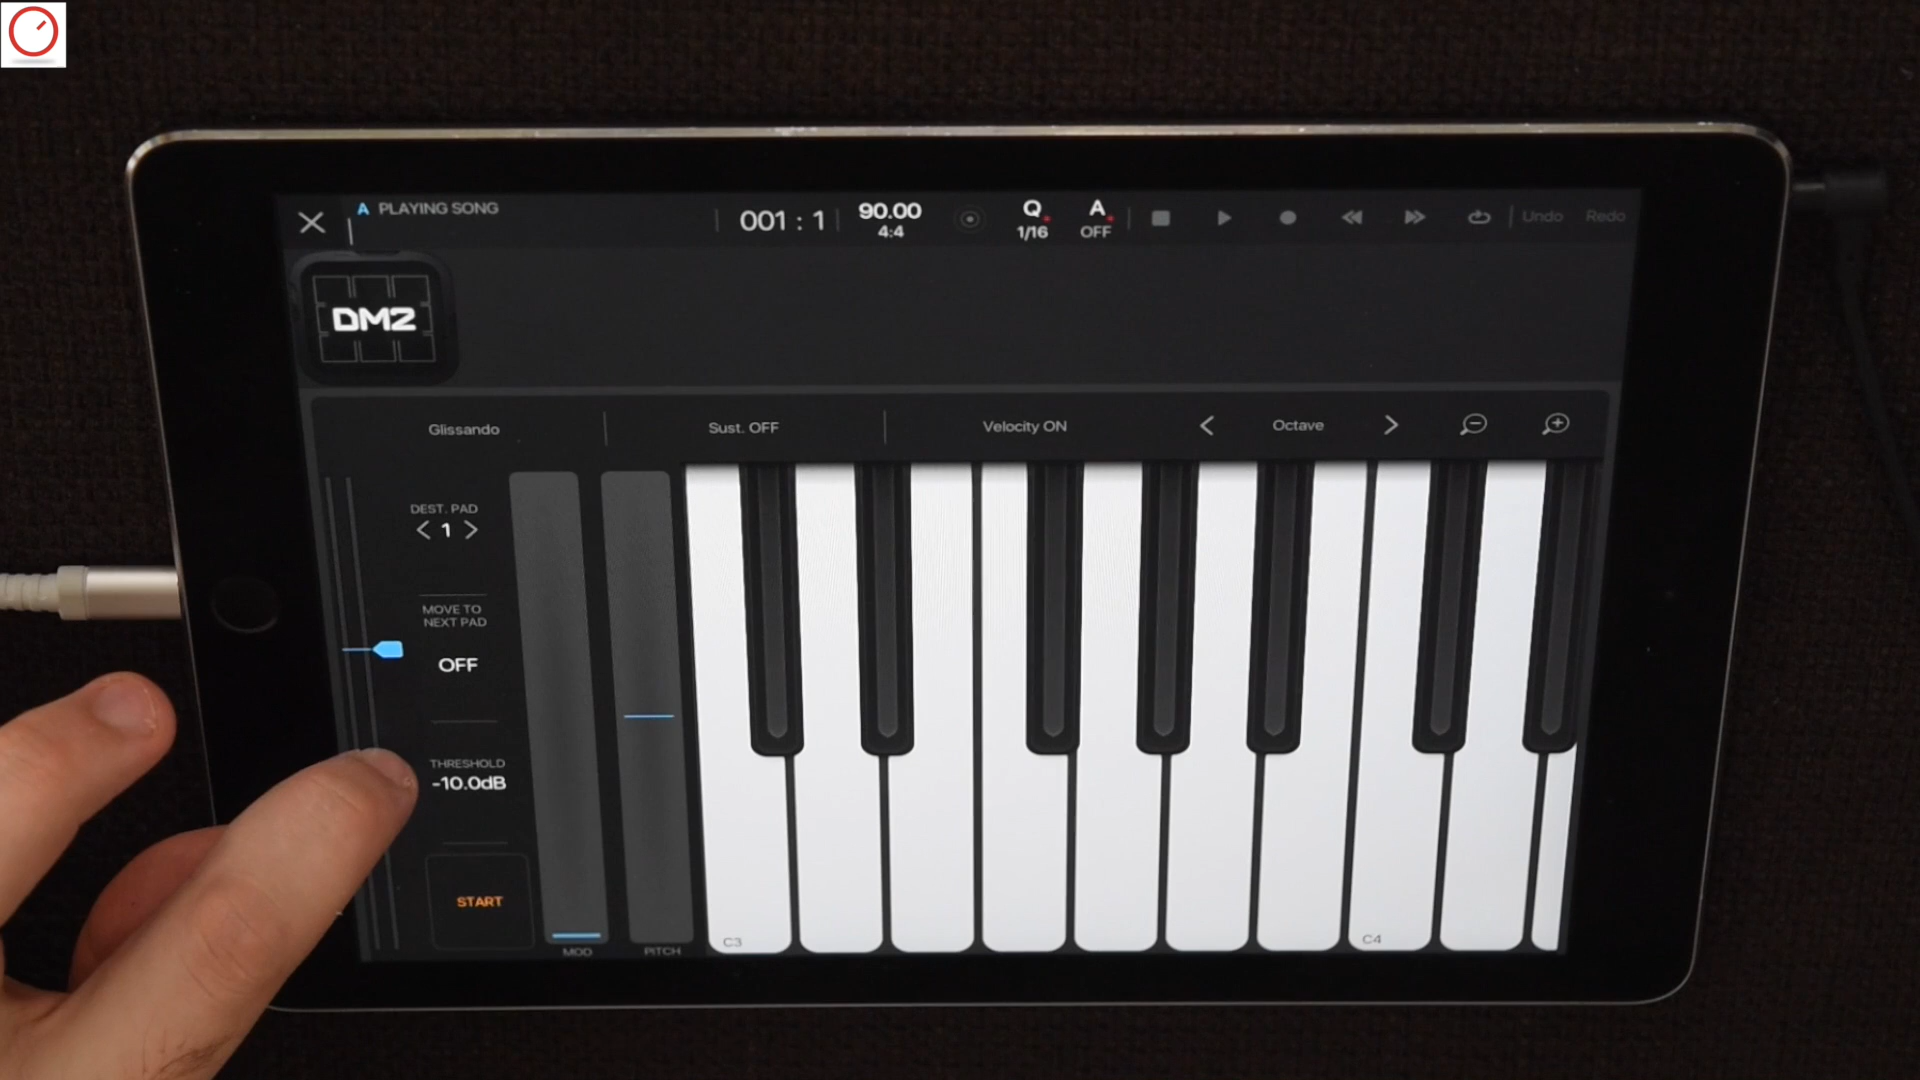 A PLAYING SONG
001 : 1
90.00
4:4
Q
1/16
A
OFF
Undo
Redo
DM2
Glissando
Sust. OFF
Velocity ON
Octave
DEST. PAD
< 1 >
MOVE TO
NEXT PAD
OFF
THRESHOLD
-10.0dB
START
MOD
PITCH
C3
C4